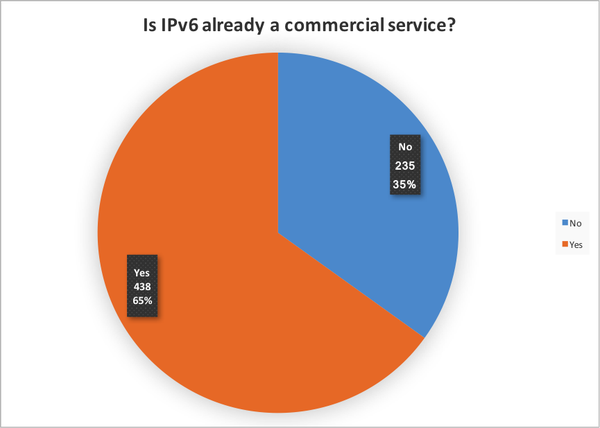 Is IPv6 already a commercial service?
No
235
35%
Yes
438
65%
No
Yes